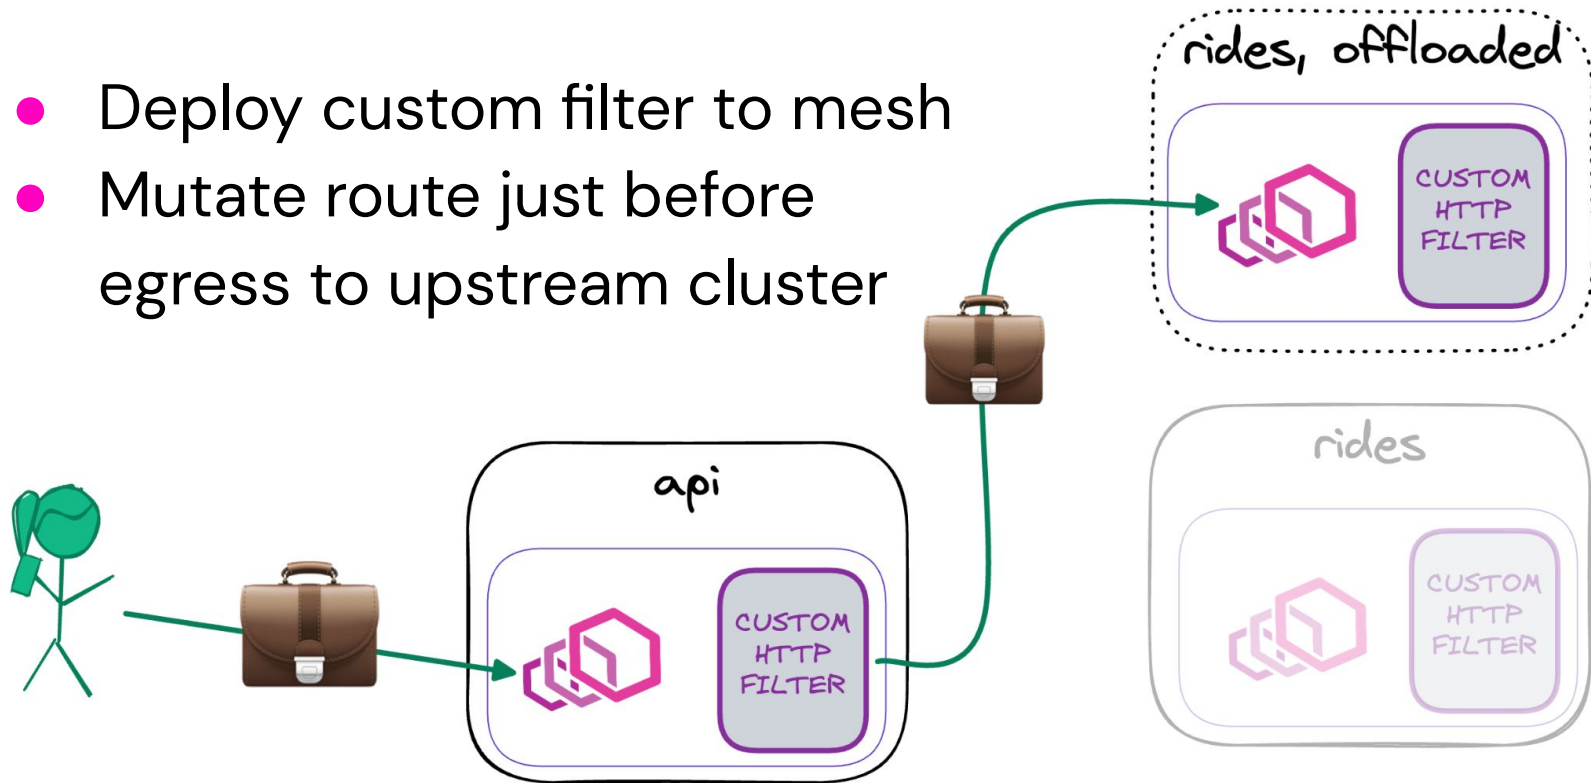 ● Deploy custom filter to mesh
● Mutate route just before
egress to upstream cluster
rides, offloaded
CUSTOM
HTTP
FILTER
rides
CUSTOM
HTTP
FILTER
api
CUSTOM
HTTP
FILTER